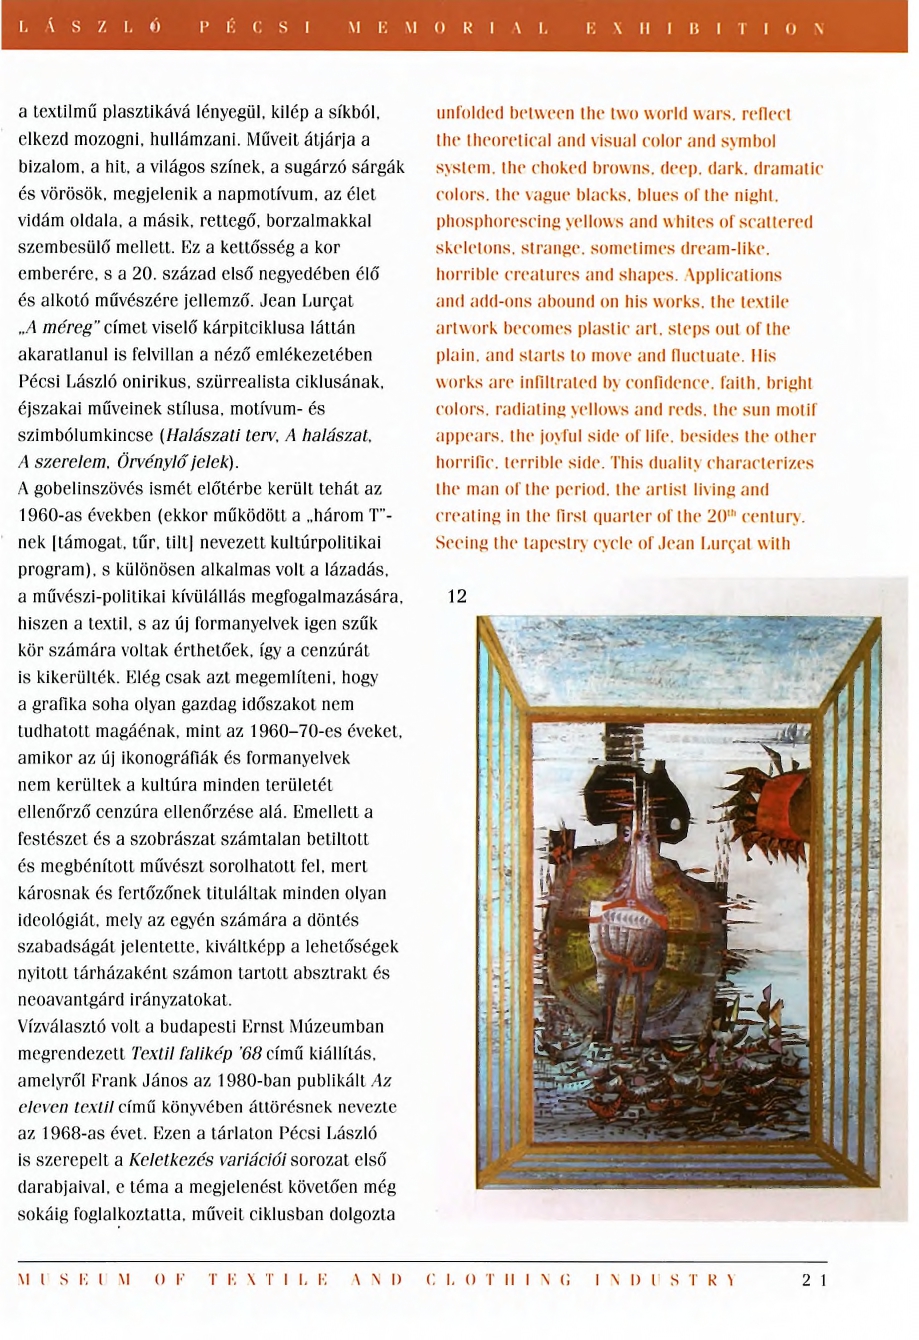 LÁSZLÓ PÉCSI MEMORIAL EXHIBITION
a textilmű plasztikává lényegül, kilép a síkból,
elkezd mozogni, hullámzani. Műveit átjárja a
bizalom, a hit, a világos színek, a sugárzó sárgák
és vörösök, megjelenik a napmotívum, az élet
vidám oldala, a másik, rettegő, borzalmakkal
szembesülő mellett. Ez a kettősség a kor
emberére, s a 20. század első negyedében élő
és alkotó művészére jellemző. Jean Lurçat
„A méreg" címet viselő kárpitciklusa láttán
akaratlanul is felvillan a néző emlékezetében
Pécsi László onirikus, szürrealista ciklusának,
éjszakai műveinek stílusa, motívum- és
szimbólumkincse (Halászati terv, A halászat,
A szerelem, Örvénylő jelek).
A gobelinszövés ismét előtérbe került tehát az
1960-as években (ekkor működött a „három T"-
nek [támogat, tűr, tilt] nevezett kultúrpolitikai
program), s különösen alkalmas volt a lázadás,
a művészi-politikai kívülállás megfogalmazására,
hiszen a textil, s az új formanyelvek igen szűk
kör számára voltak érthetőek, így a cenzúrát
is kikerülték. Elég csak azt megemlíteni, hogy
a grafika soha olyan gazdag időszakot nem
tudhatott magáénak, mint az 1960–70-es éveket,
amikor az új ikonográfiák és formanyelvek
nem kerültek a kultúra minden területét
ellenőrző cenzúra ellenőrzése alá. Emellett a
festészet és a szobrászat számtalan betiltott
és megbénított művészt sorolhatott fel, mert
károsnak és fertőzőnek tituláltak minden olyan
ideológiát, mely az egyén számára a döntés
szabadságát jelentette, kiváltképp a lehetőségek
nyitott tárházaként számon tartott absztrakt és
neoavantgárd irányzatokat.
Vízválasztó volt a budapesti Ernst Múzeumban
megrendezett Textil falikép '68 című kiállítás,
amelyről Frank János az 1980-ban publikált Az
eleven textil című könyvében áttörésnek nevezte
az 1968-as évet. Ezen a tárlaton Pécsi László
is szerepelt a Keletkezés variációi sorozat első
darabjaival, e téma a megjelenést követően még
sokáig foglalkoztatta, műveit ciklusban dolgozta
unfolded between the two world wars, reflect
the theoretical and visual color and symbol
system, the choked browns, deep, dark, dramatic
colors, the vague blacks, blues of the night,
phosphorescing yellows and whites of scattered
skeletons, strange, sometimes dream-like,
horrible creatures and shapes. Applications
and add-ons abound on his works, the textile
artwork becomes plastic art, steps out of the
plain, and starts to move and fluctuate. His
works are infiltrated by confidence, faith, bright
colors, radiating yellows and reds, the sun motif
appears, the joyful side of life, besides the other
horrific, terrible side. This duality characterizes
the man of the period, the artist living and
creating in the first quarter of the 20th century.
Seeing the tapestry cycle of Jean Lurçat with
12
MUSEUM OF TEXTILE AND CLOTHING INDUSTRY 21